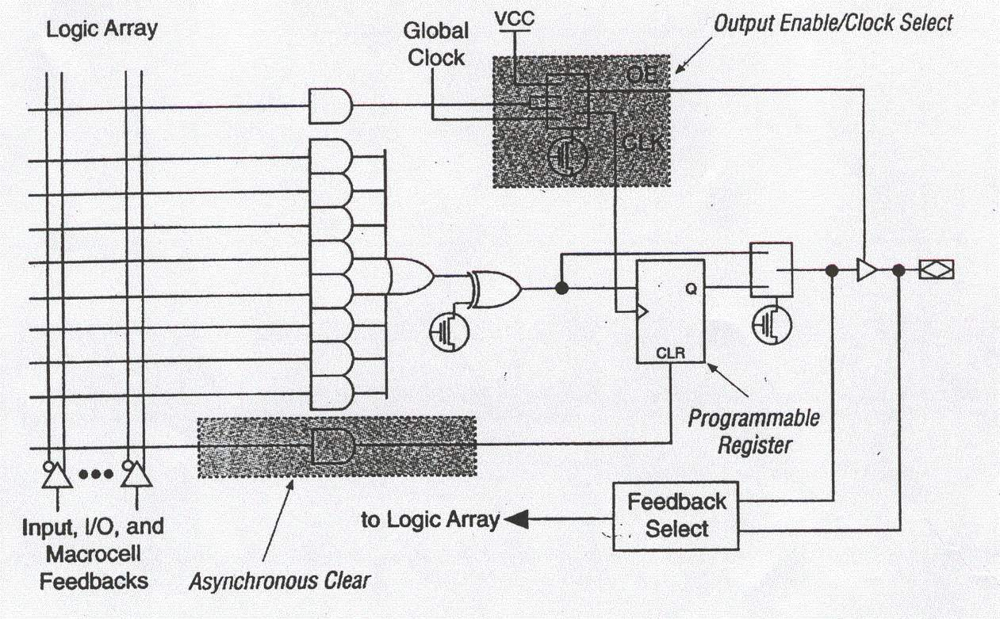 Logic Array
Global
Clock
VCC
Output Enable/Clock Select
OE
CLK
Q
CLR
Programmable
Register
Feedback
Select
to Logic Array
Input, I/O, and
Macrocell
Feedbacks
Asynchronous Clear